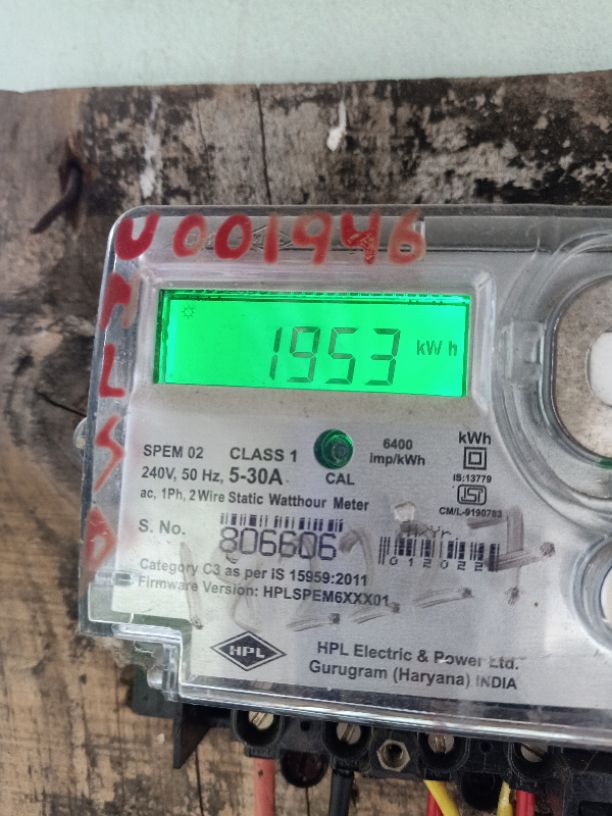 U001946
A
L
S
D
1953 kWh
SPEM 02 CLASS 1
6400 imp/kWh
kWh
240V, 50 Hz, 5-30A
CAL
IS:13779
ac, 1Ph, 2 Wire Static Watthour Meter
CM/L-9190783
S. No. 806606
012022
Category C3 as per IS 15959:2011
Firmware Version: HPLSPEM6XXX01
HPL
HPL Electric & Power Ltd.
Gurugram (Haryana) INDIA